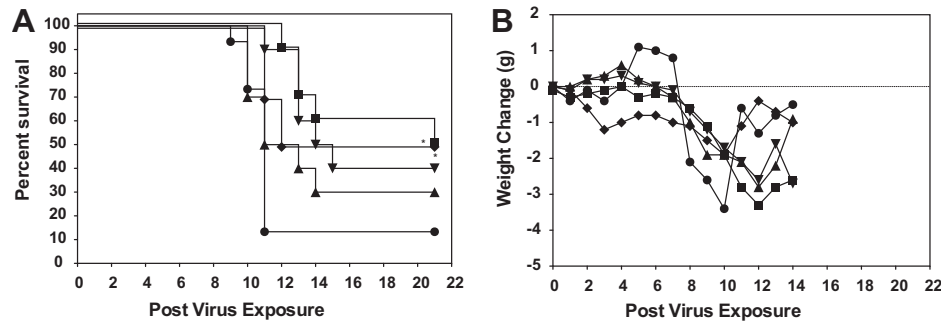 A
Percent survival
100
90
80
70
60
50
40
30
20
10
0
*
*
0 2 4 6 8 10 12 14 16 18 20 22
Post Virus Exposure
B
Weight Change (g)
2
1
0
-1
-2
-3
-4
-5
0 2 4 6 8 10 12 14 16 18 20 22
Post Virus Exposure